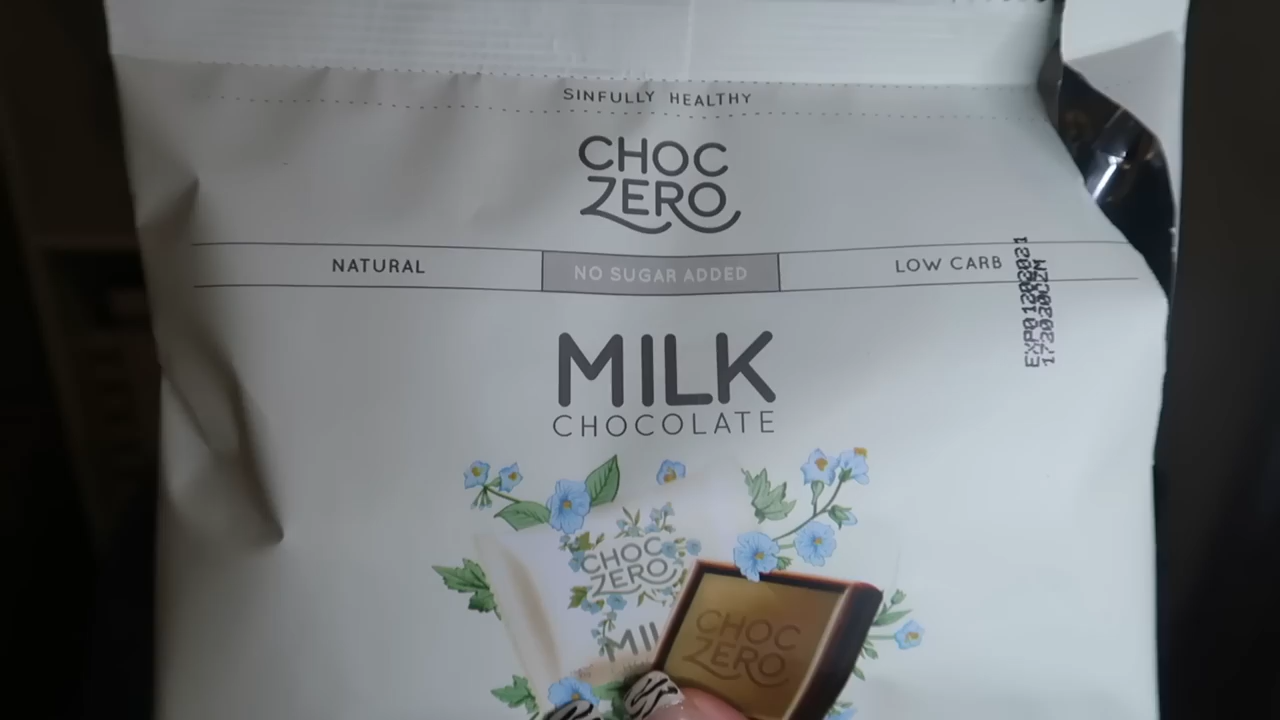 SINFULLY HEALTHY
CHOC
ZERO
NATURAL
NO SUGAR ADDED
LOW CARB
MILK
CHOCOLATE
CHOC
ZERO
CHOC
ZERO